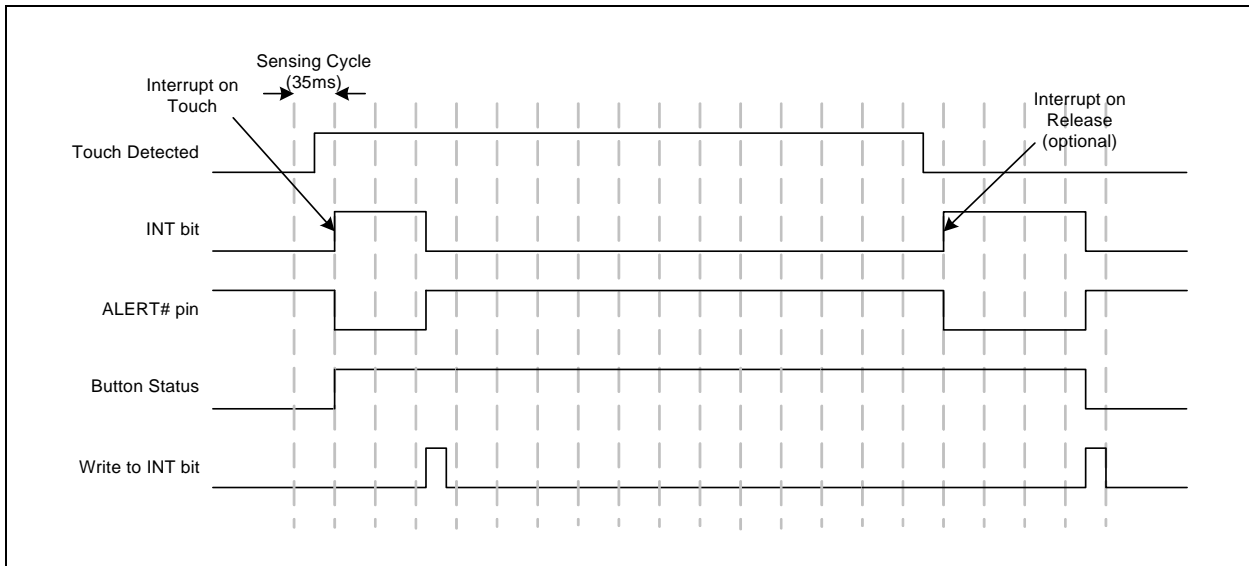 Sensing Cycle
(35ms)
Interrupt on
Touch
Interrupt on
Release
(optional)
Touch Detected
INT bit
ALERT# pin
Button Status
Write to INT bit